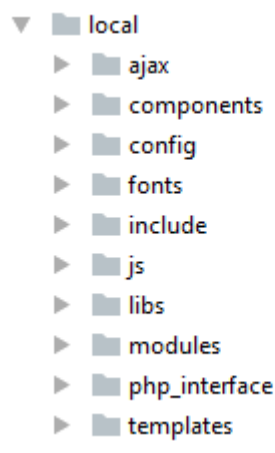 local
ajax
components
config
fonts
include
js
libs
modules
php_interface
templates